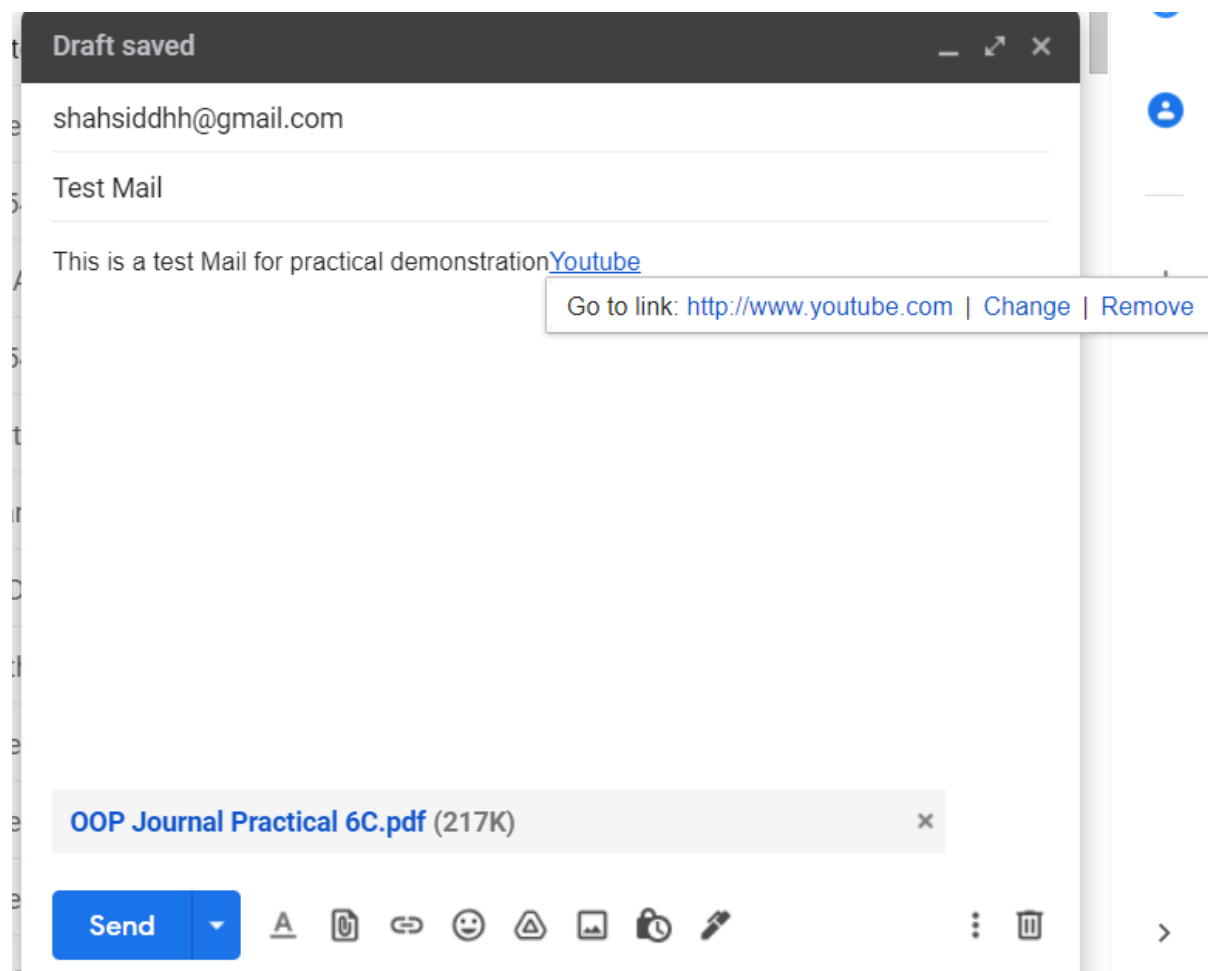 Draft saved
shahsiddhh@gmail.com
Test Mail
This is a test Mail for practical demonstrationYoutube
Go to link: http://www.youtube.com | Change | Remove
OOP Journal Practical 6C.pdf (217K)
Send